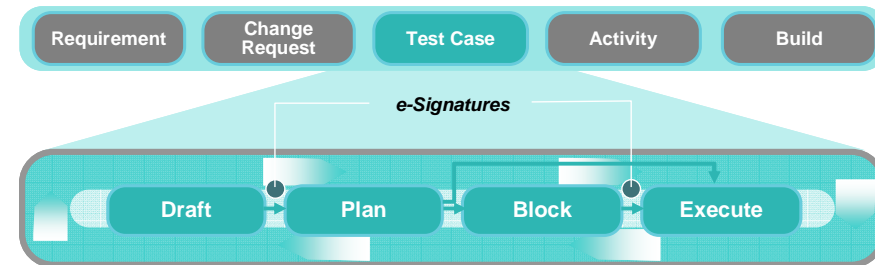 Requirement
Change
Request
Test Case
Activity
Build
e-Signatures
Draft
Plan
Block
Execute